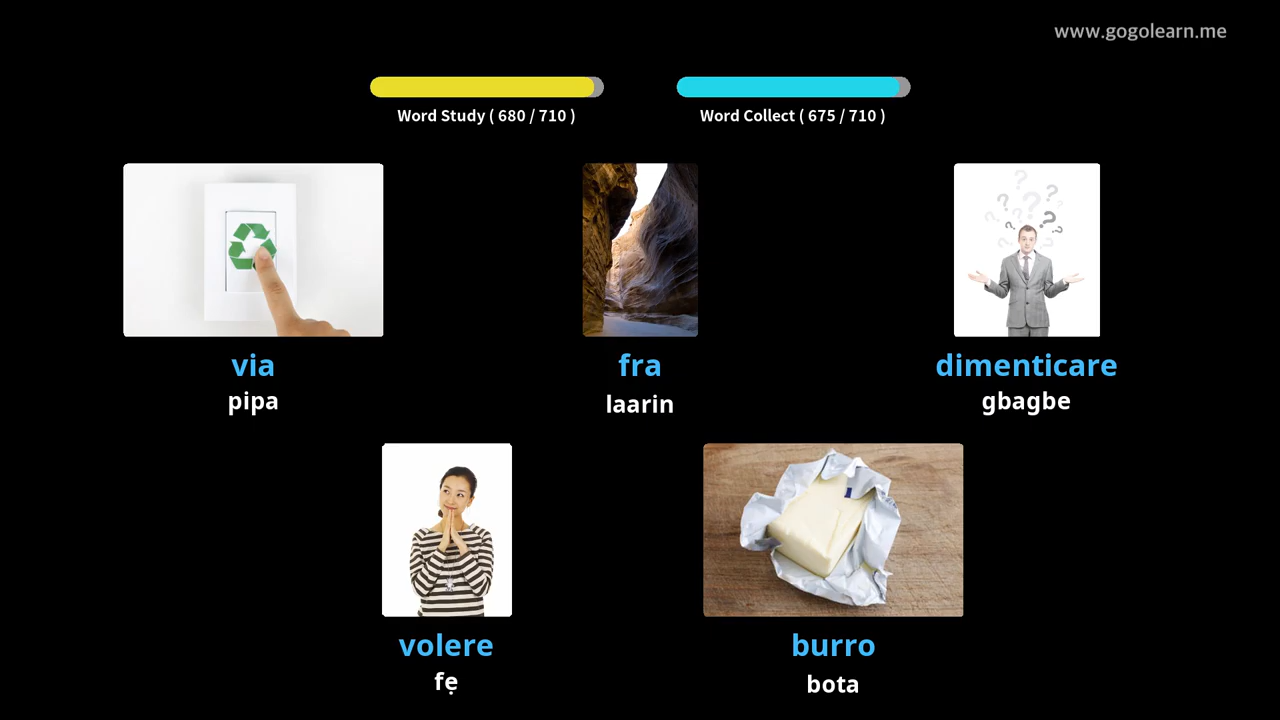 www.gogolearn.me
Word Study ( 680 / 710 )
Word Collect ( 675 / 710 )
via
pipa
fra
laarin
dimenticare
gbagbe
volere
fẹ
burro
bota